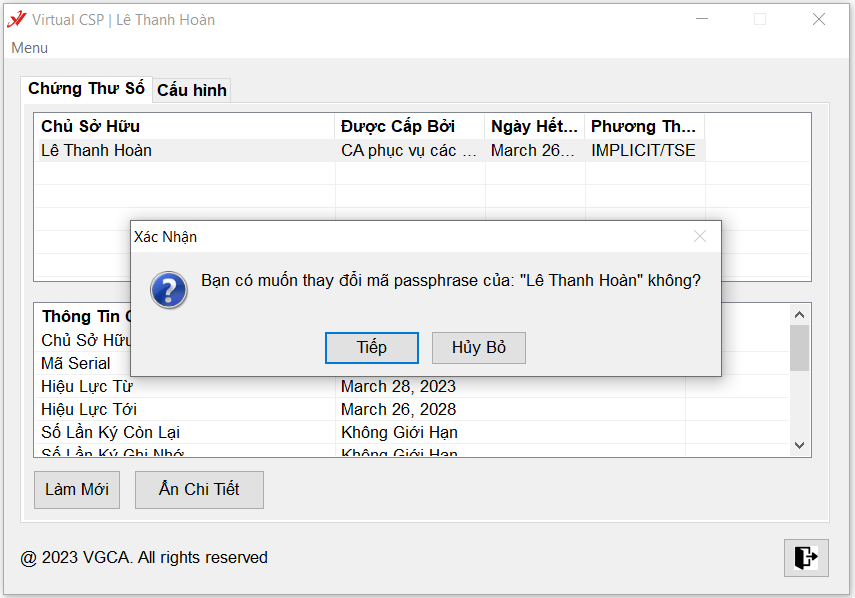 Virtual CSP | Lê Thanh Hoàn
Menu
Chứng Thư Số Cấu hình
Chủ Sở Hữu Được Cấp Bởi Ngày Hết... Phương Th...
Lê Thanh Hoàn CA phục vụ các ... March 26... IMPLICIT/TSE
Xác Nhận
Bạn có muốn thay đổi mã passphrase của: "Lê Thanh Hoàn" không?
Tiếp Hủy Bỏ
Thông Tin
Chủ Sở Hữu
Mã Serial
Hiệu Lực Từ March 28, 2023
Hiệu Lực Tới March 26, 2028
Số Lần Ký Còn Lại Không Giới Hạn
Số Lần Ký Ghi Nhớ Không Giới Hạn
Làm Mới Ẩn Chi Tiết
@ 2023 VGCA. All rights reserved